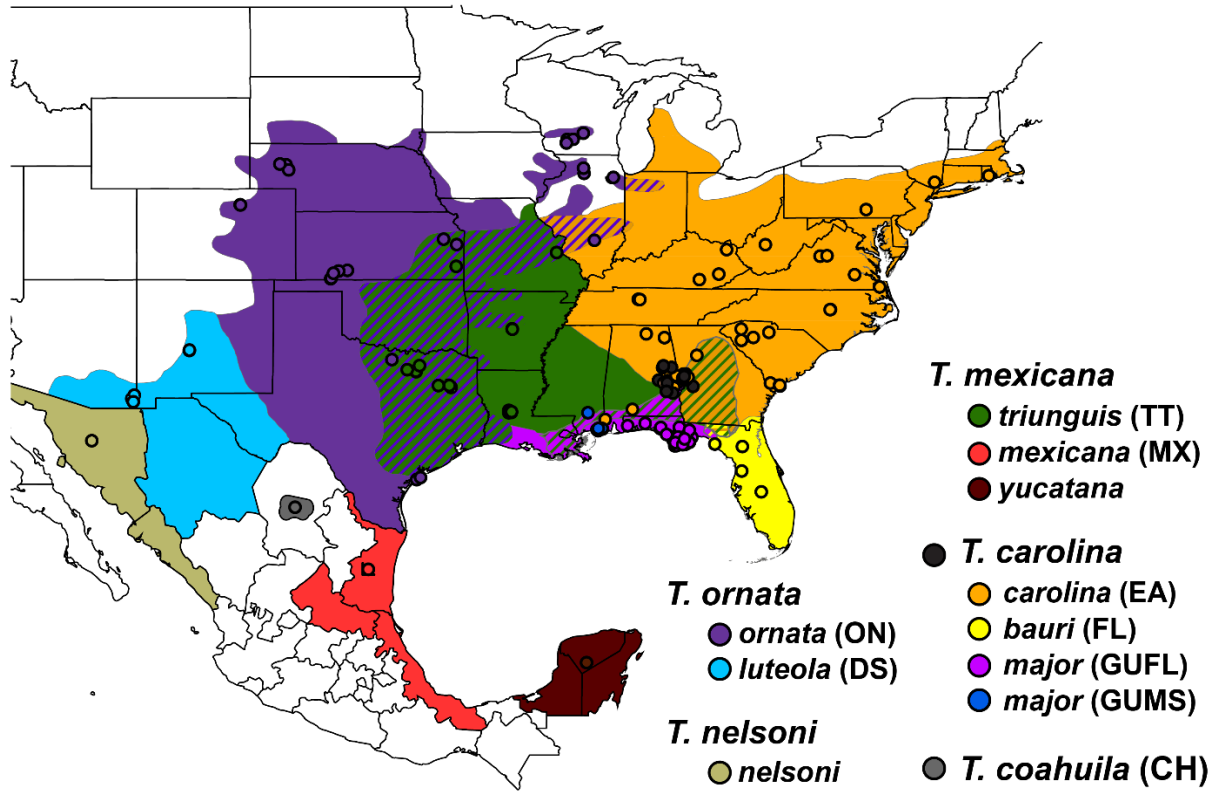 T. mexicana
triunguis (TT)
mexicana (MX)
yucatana
T. carolina
carolina (EA)
bauri (FL)
major (GUFL)
major (GUMS)
T. coahuila (CH)
T. ornata
ornata (ON)
luteola (DS)
T. nelsoni
nelsoni